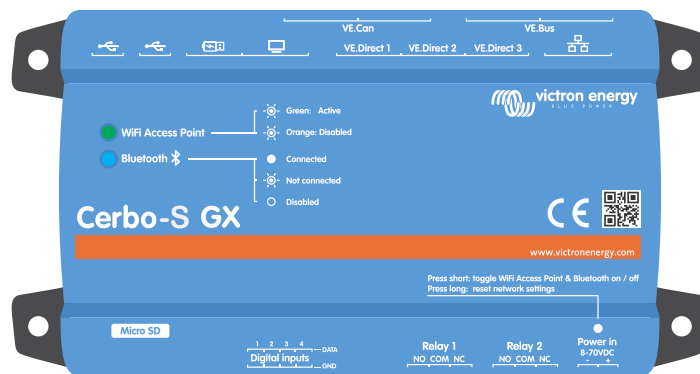 VE.Can
VE.Bus
VE.Direct 1
VE.Direct 2
VE.Direct 3
victron energy
BLUE POWER
Green: Active
WiFi Access Point
Orange: Disabled
Bluetooth
Connected
Not connected
Disabled
Cerbo-S GX
CE
www.victronenergy.com
Press short: toggle WiFi Access Point & Bluetooth on / off
Press long: reset network settings
Micro SD
1 2 3 4
DATA
Digital inputs
GND
Relay 1
NO COM NC
Relay 2
NO COM NC
Power in
8-70VDC
- +